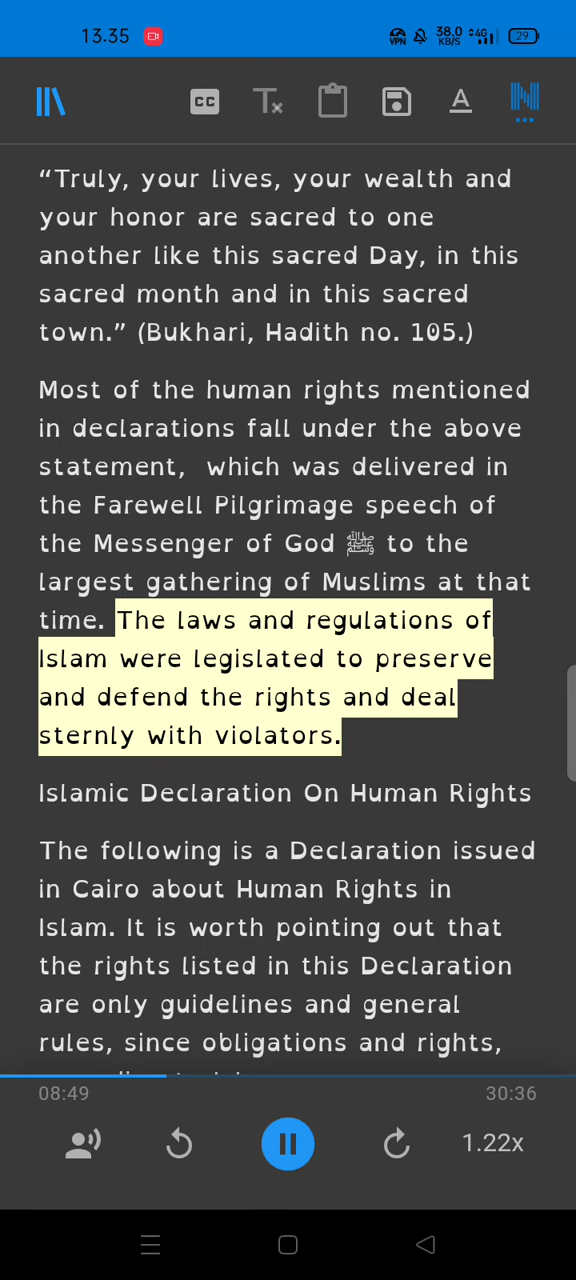 13.35
VPN
38.0
KB/S
4G
29
CC
“Truly, your lives, your wealth and
your honor are sacred to one
another like this sacred Day, in this
sacred month and in this sacred
town.” (Bukhari, Hadith no. 105.)
Most of the human rights mentioned
in declarations fall under the above
statement,  which was delivered in
the Farewell Pilgrimage speech of
the Messenger of God ﷺ to the
largest gathering of Muslims at that
time. The laws and regulations of
Islam were legislated to preserve
and defend the rights and deal
sternly with violators.
Islamic Declaration On Human Rights
The following is a Declaration issued
in Cairo about Human Rights in
Islam. It is worth pointing out that
the rights listed in this Declaration
are only guidelines and general
rules, since obligations and rights,
08:49
30:36
1.22x